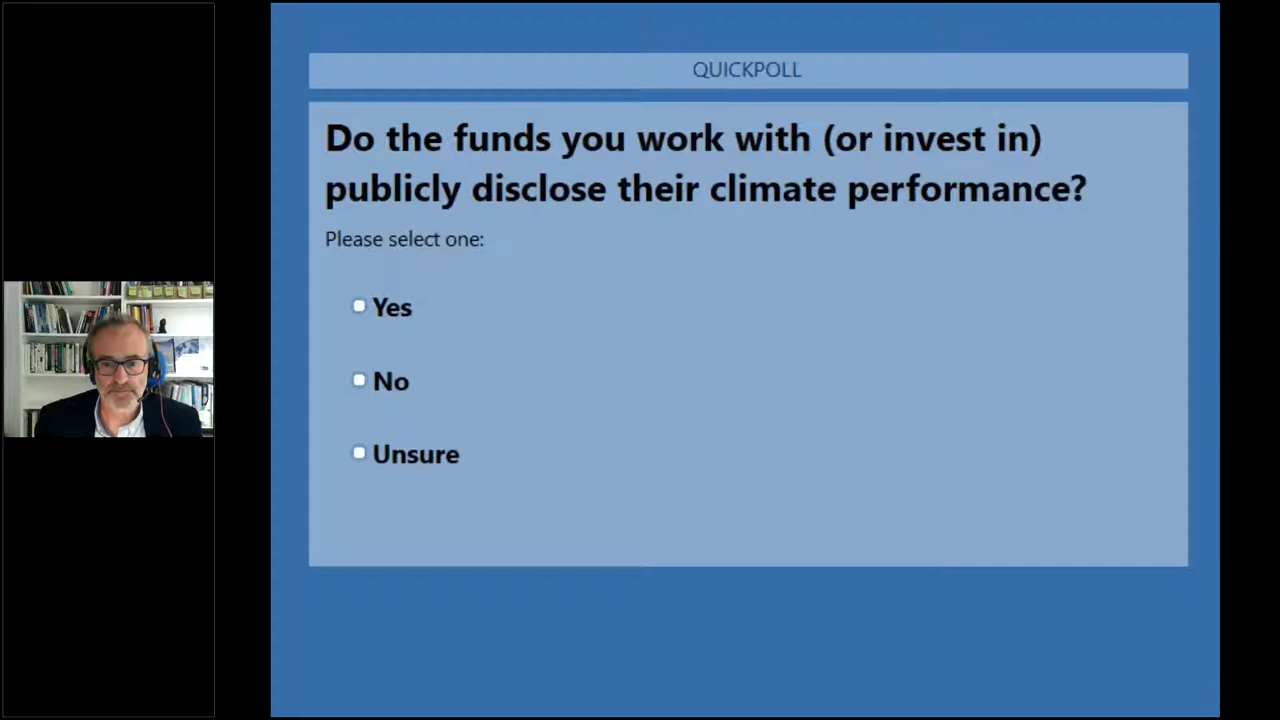 QUICKPOLL
Do the funds you work with (or invest in)
publicly disclose their climate performance?
Please select one:
Yes
No
Unsure